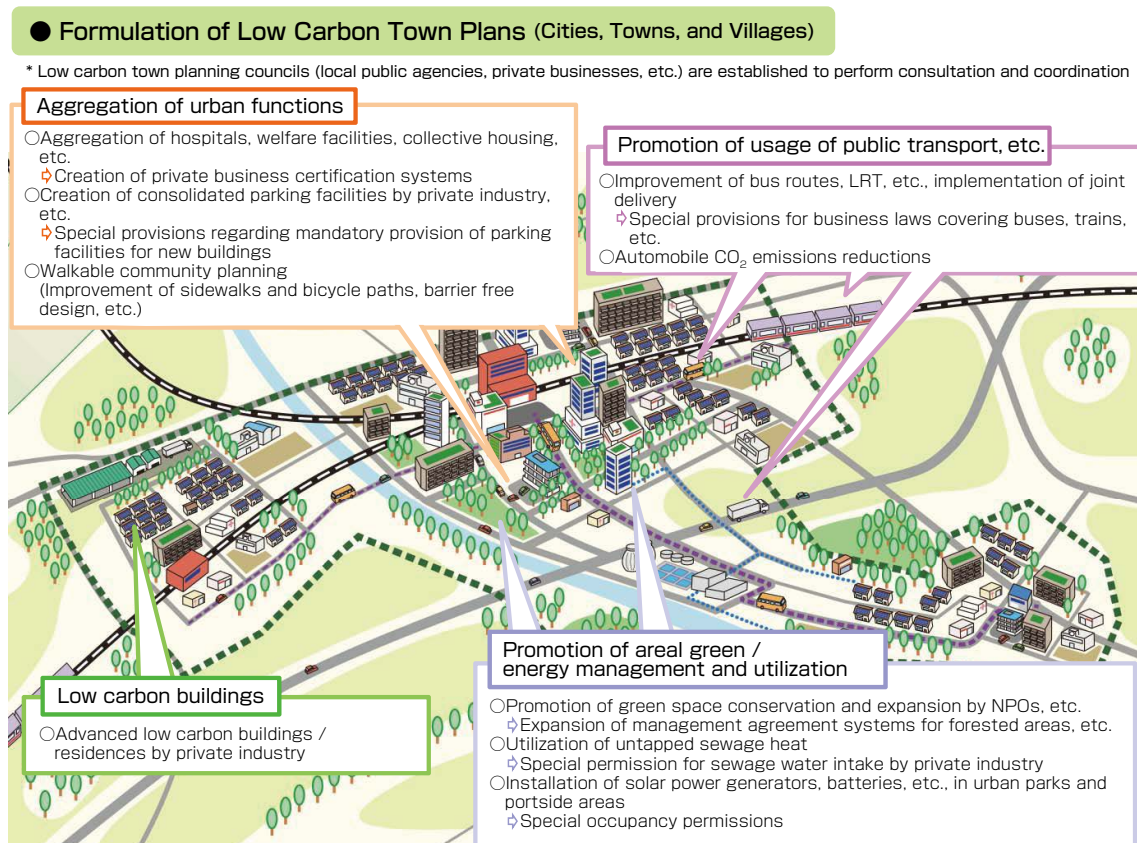 ● Formulation of Low Carbon Town Plans (Cities, Towns, and Villages)
* Low carbon town planning councils (local public agencies, private businesses, etc.) are established to perform consultation and coordination
Aggregation of urban functions
○Aggregation of hospitals, welfare facilities, collective housing,
etc.
⇨Creation of private business certification systems
○Creation of consolidated parking facilities by private industry,
etc.
⇨Special provisions regarding mandatory provision of parking
facilities for new buildings
○Walkable community planning
(Improvement of sidewalks and bicycle paths, barrier free
design, etc.)
Promotion of usage of public transport, etc.
○Improvement of bus routes, LRT, etc., implementation of joint
delivery
⇨Special provisions for business laws covering buses, trains,
etc.
○Automobile CO₂ emissions reductions
Low carbon buildings
○Advanced low carbon buildings /
residences by private industry
Promotion of areal green /
energy management and utilization
○Promotion of green space conservation and expansion by NPOs, etc.
⇨Expansion of management agreement systems for forested areas, etc.
○Utilization of untapped sewage heat
⇨Special permission for sewage water intake by private industry
○Installation of solar power generators, batteries, etc., in urban parks and
portside areas
⇨Special occupancy permissions